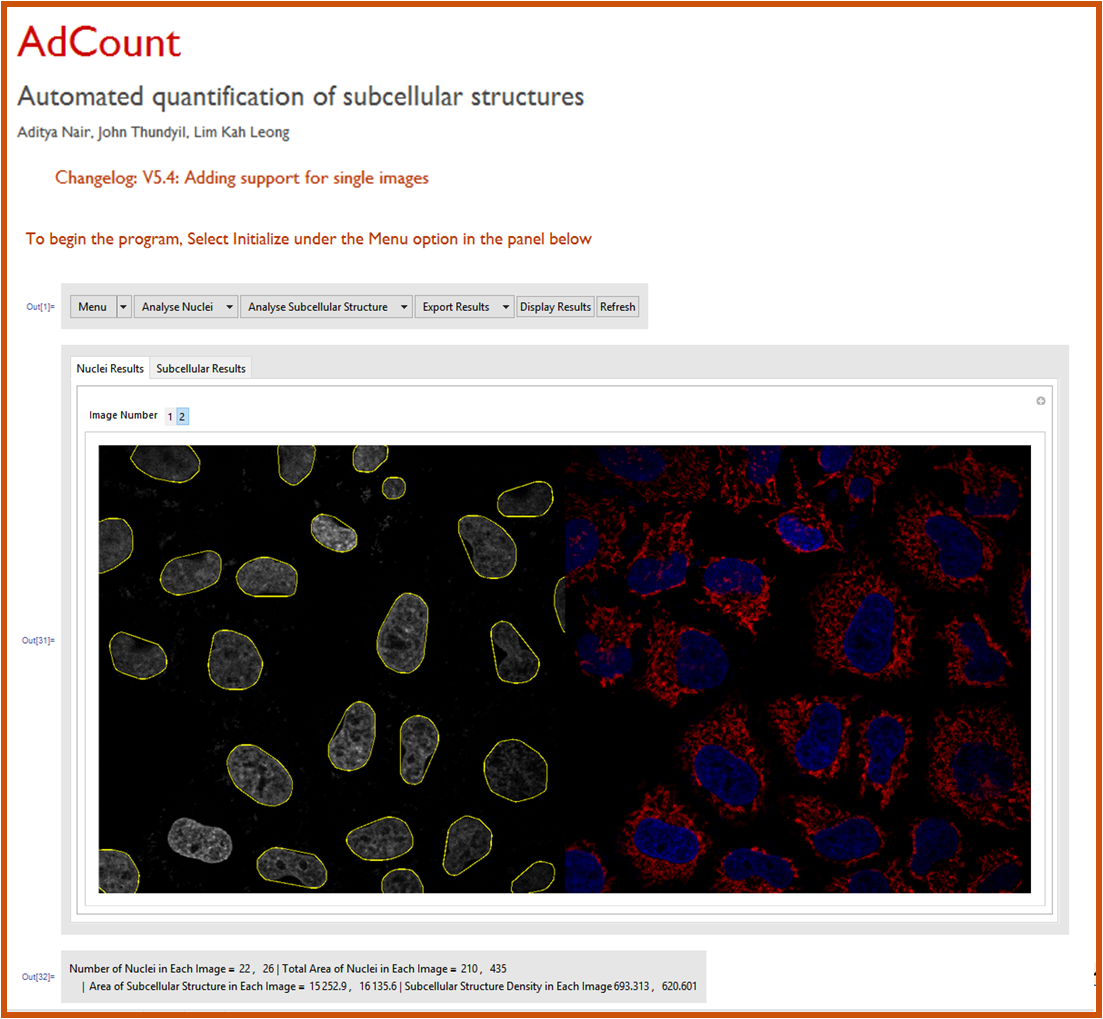 AdCount
Automated quantification of subcellular structures
Aditya Nair, John Thundyil, Lim Kah Leong
Changelog: V5.4: Adding support for single images
To begin the program, Select Initialize under the Menu option in the panel below
Out[1]= Menu Analyse Nuclei Analyse Subcellular Structure Export Results Display Results Refresh
Nuclei Results Subcellular Results
Image Number 1 2
Out[31]=
Out[32]= Number of Nuclei in Each Image = 22 , 26 | Total Area of Nuclei in Each Image = 210 , 435
| Area of Subcellular Structure in Each Image = 15 252.9 , 16 135.6 | Subcellular Structure Density in Each Image 693.313 , 620.601